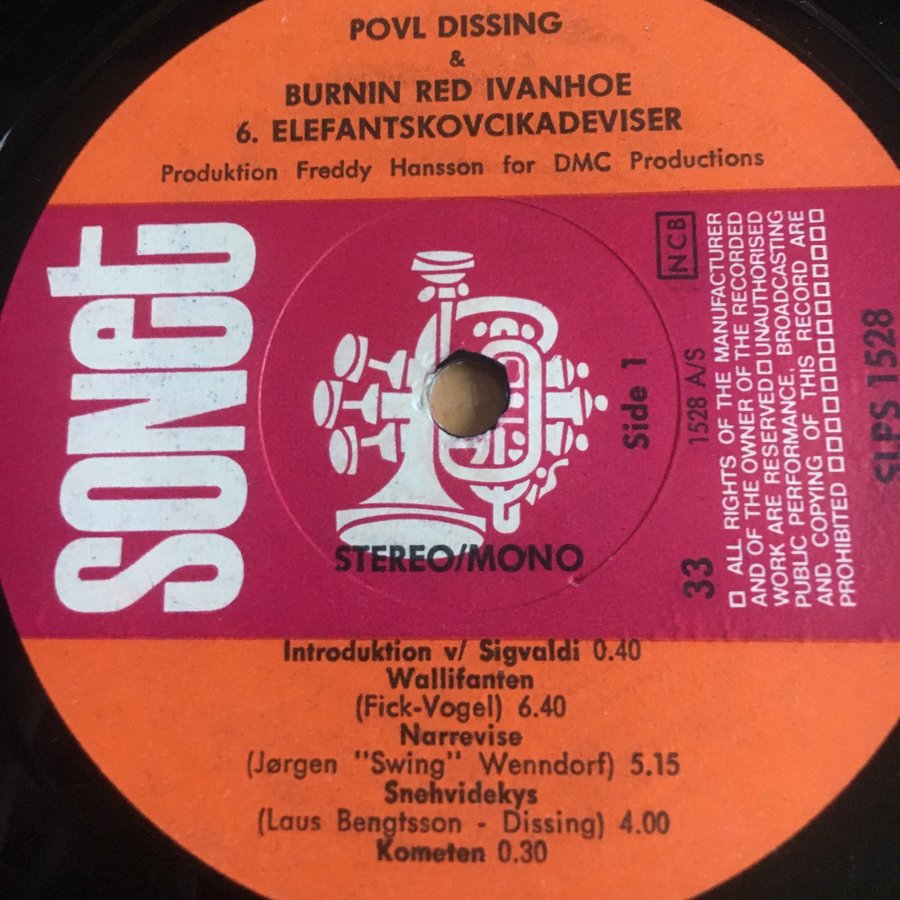 POVL DISSING
&
BURNIN RED IVANHOE
6. ELEFANTSKOVCIKADEVISER
Produktion Freddy Hansson for DMC Productions
SONET
STEREO/MONO
Side 1
NCB
1528 A/S
33
□ ALL RIGHTS OF THE MANUFACTURER
AND OF THE OWNER OF THE RECORDED
WORK ARE RESERVED □ UNAUTHORISED
PUBLIC PERFORMANCE, BROADCASTING
AND COPYING OF THIS RECORD ARE
PROHIBITED □□□□□□□□□□□□
SLPS 1528
Introduktion v/ Sigvaldi 0.40
Wallifanten
(Fick-Vogel) 6.40
Narrevise
(Jørgen "Swing" Wenndorf) 5.15
Snehvidekys
(Laus Bengtsson - Dissing) 4.00
Kometen 0.30